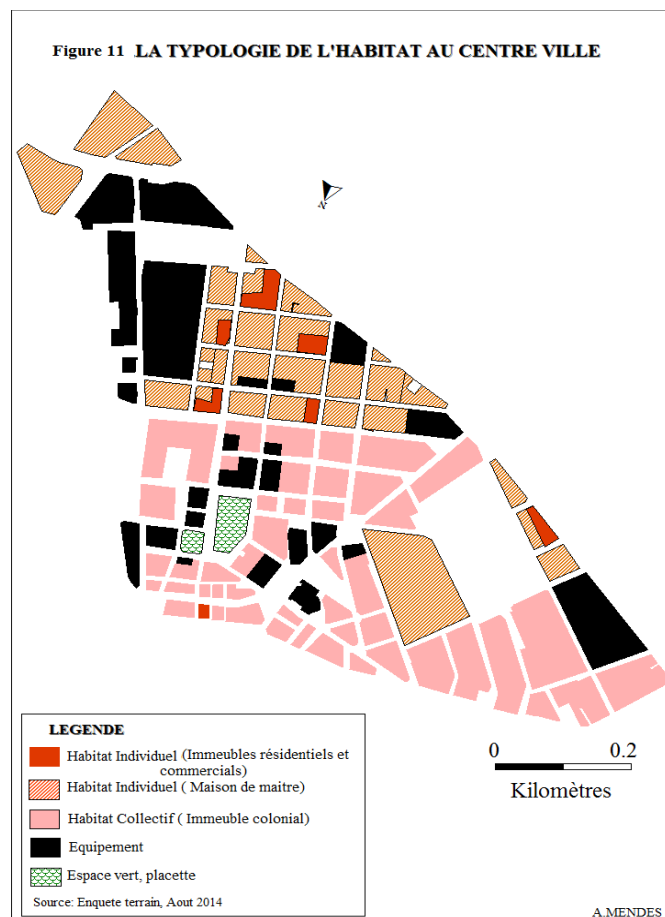 Figure 11 LA TYPOLOGIE DE L'HABITAT AU CENTRE VILLE
N
LEGENDE
Habitat Individuel (Immeubles résidentiels et
commercials)
Habitat Individuel ( Maison de maitre)
Habitat Collectif ( Immeuble colonial)
Equipement
Espace vert, placette
Source: Enquete terrain, Aout 2014
0 0.2
Kilomètres
A.MENDES